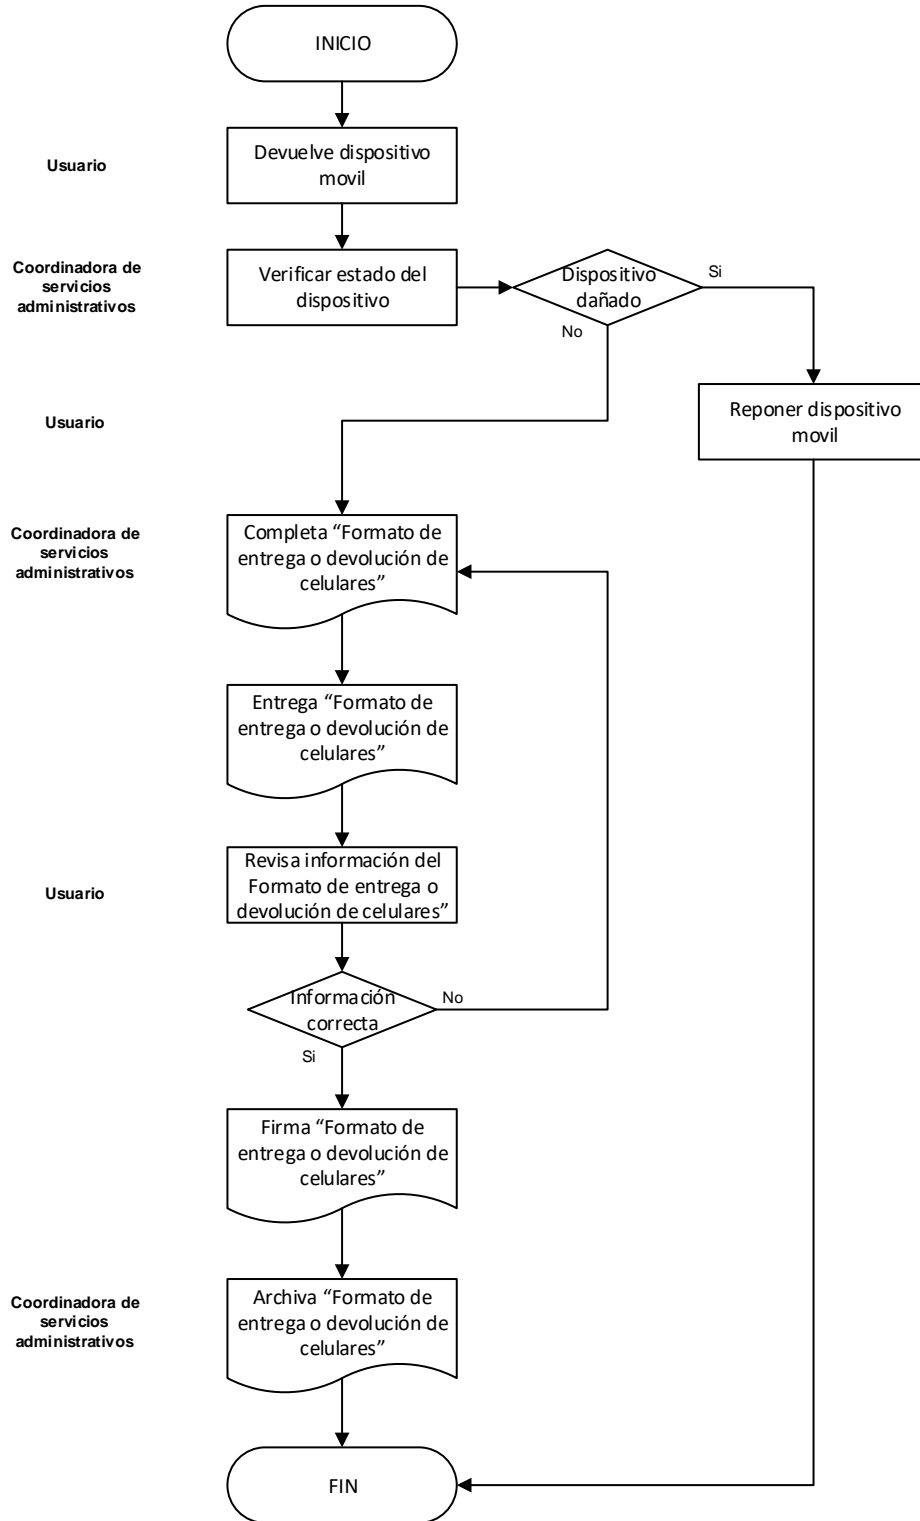 INICIO
Usuario
Devuelve dispositivo
movil
Coordinadora de
servicios
administrativos
Verificar estado del
dispositivo
Dispositivo
dañado
Si
No
Usuario
Reponer dispositivo
movil
Coordinadora de
servicios
administrativos
Completa “Formato de
entrega o devolución de
celulares”
Entrega “Formato de
entrega o devolución de
celulares”
Usuario
Revisa información del
Formato de entrega o
devolución de celulares”
Información
correcta
No
Si
Firma “Formato de
entrega o devolución de
celulares”
Coordinadora de
servicios
administrativos
Archiva “Formato de
entrega o devolución de
celulares”
FIN